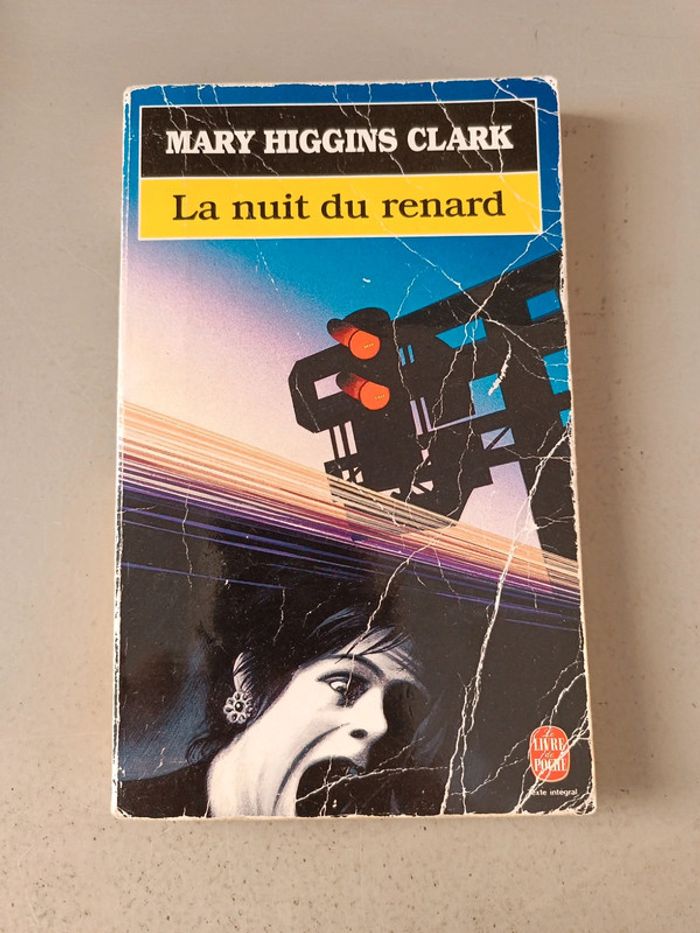 MARY HIGGINS CLARK
La nuit du renard
Le
LIVRE
de
POCHE
Texte intégral